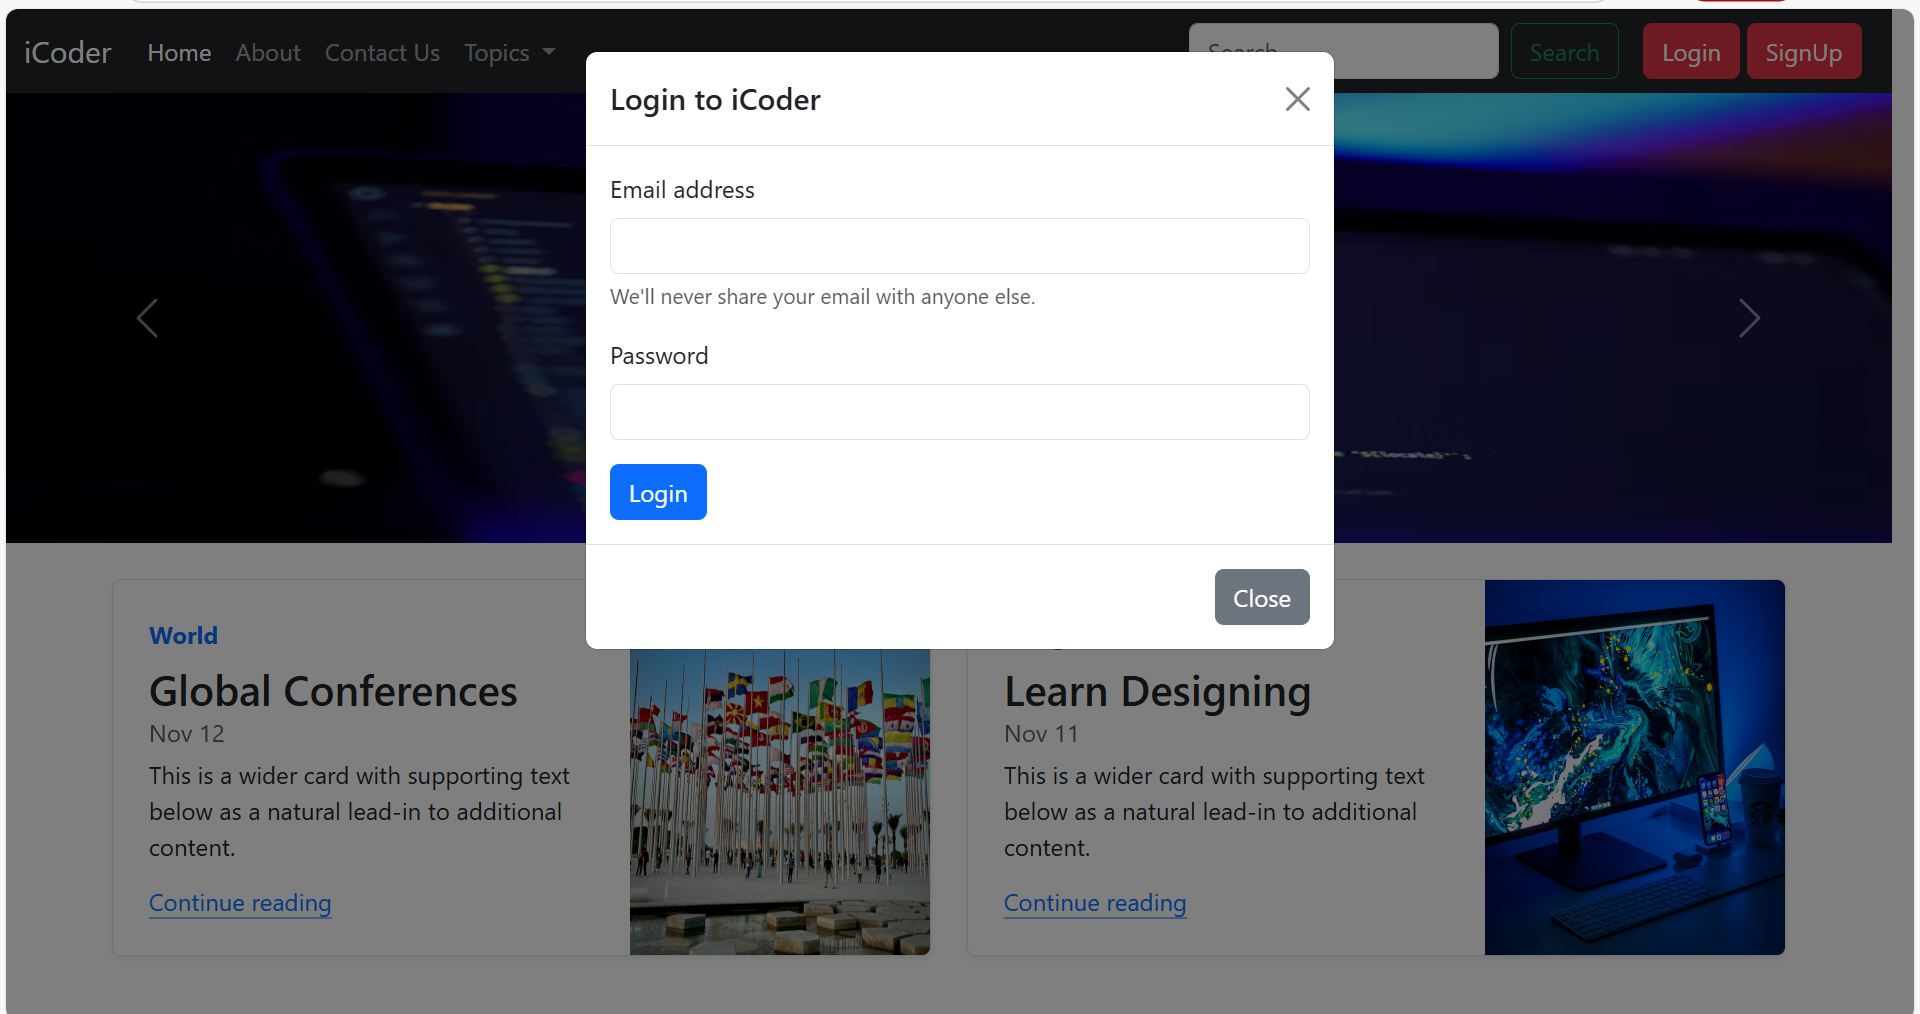 iCoder Home About Contact Us Topics Search Login SignUp
Login to iCoder
Email address
We'll never share your email with anyone else.
Password
Login
Close
World
Global Conferences
Nov 12
This is a wider card with supporting text
below as a natural lead-in to additional
content.
Continue reading
Learn Designing
Nov 11
This is a wider card with supporting text
below as a natural lead-in to additional
content.
Continue reading